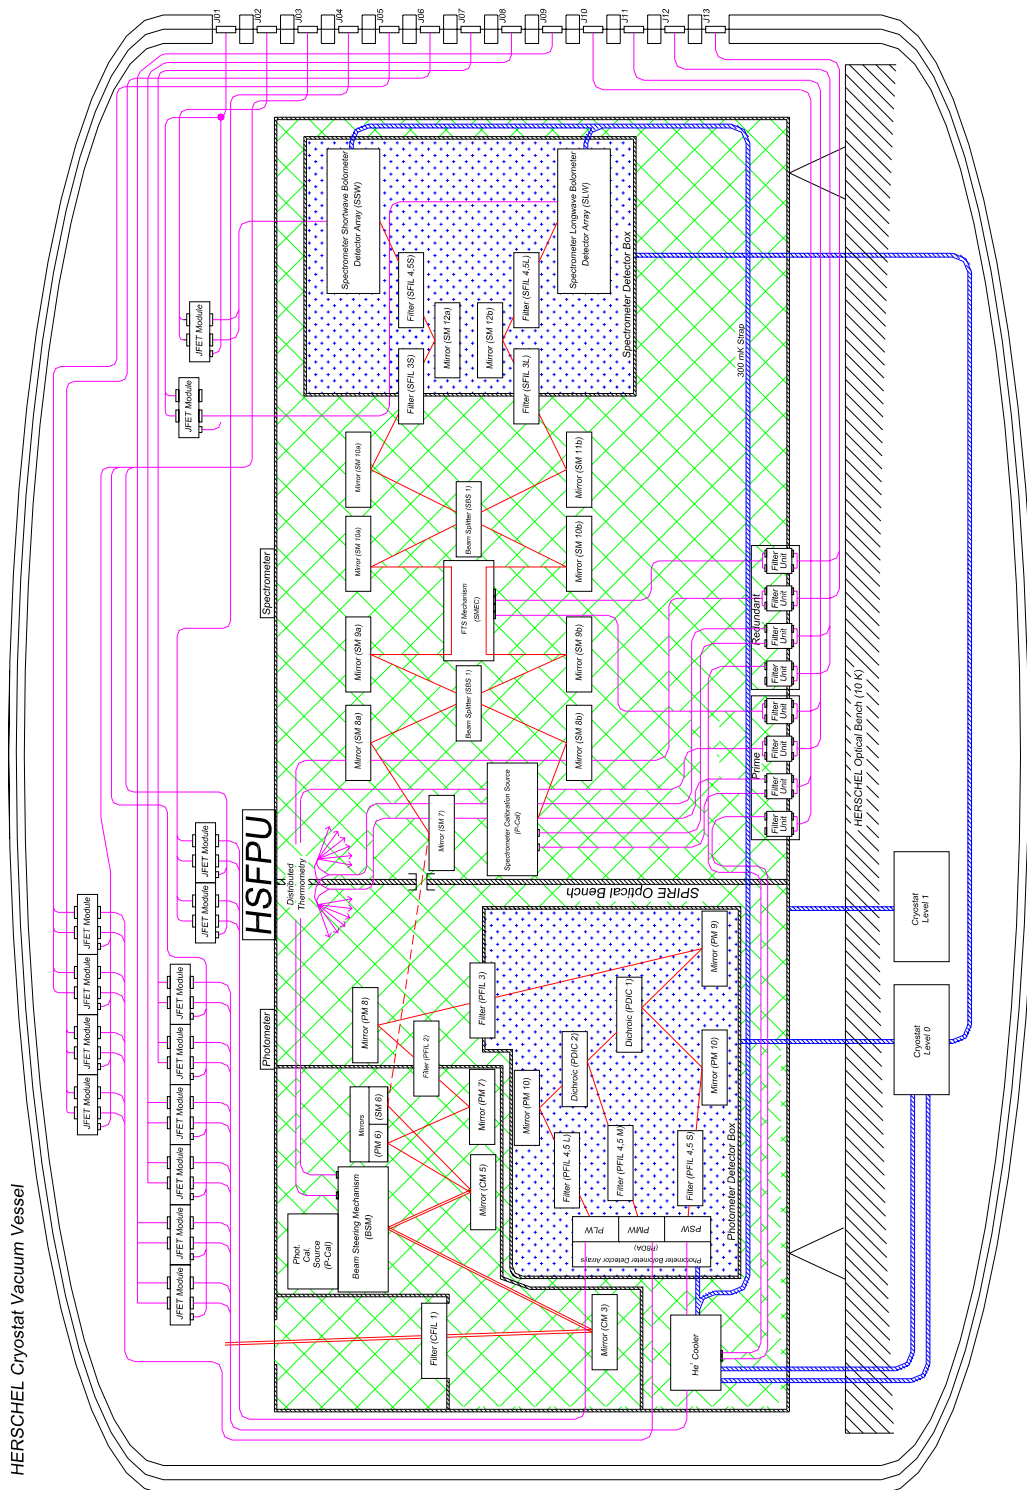 HERSCHEL Cryostat Vacuum Vessel
J01
J02
J03
J04
J05
J06
J07
J08
J09
J10
J11
J12
J13
JFET Module
JFET Module
JFET Module
JFET Module
JFET Module
JFET Module
JFET Module
JFET Module
JFET Module
JFET Module
JFET Module
JFET Module
JFET Module
JFET Module
HSFPU
Photometer
Spectrometer
Distributed
Thermometry
SPIRE Optical Bench
Spectrometer Shortwave Bolometer
Detector Array (SSW)
Spectrometer Longwave Bolometer
Detector Array (SLW)
Spectrometer Detector Box
300 mK Strap
Filter (SFIL 4,5S)
Filter (SFIL 4,5L)
Mirror (SM 12a)
Mirror (SM 12b)
Filter (SFIL 3S)
Filter (SFIL 3L)
Mirror (SM 10a)
Mirror (SM 11b)
Beam Splitter (SBS 1)
Mirror (SM 10a)
Mirror (SM 10b)
FTS Mechanism
(SMEC)
Mirror (SM 9a)
Mirror (SM 9b)
Beam Splitter (SBS 1)
Mirror (SM 8a)
Mirror (SM 8b)
Mirror (SM 7)
Spectrometer Calibration Source
(P-Cal)
Redundant
Filter
Unit
Filter
Unit
Filter
Unit
Filter
Unit
Prime
Filter
Unit
Filter
Unit
Filter
Unit
Filter
Unit
HERSCHEL Optical Bench (10 K)
Cryostat
Level 1
Cryostat
Level 0
Mirror (PM 8)
Filter (PFIL 3)
Mirror (PM 9)
Filter (PFIL 2)
Dichroic (PDIC 1)
Dichroic (PDIC 2)
Mirror (PM 10)
Mirror (PM 10)
Mirror (PM 7)
Mirrors
(PM 6)
(SM 6)
Mirror (CM 5)
Beam Steering Mechanism
(BSM)
Phot.
Cal.
Source
(P-Cal)
Filter (PFIL 4,5 L)
Filter (PFIL 4,5 M)
Filter (PFIL 4,5 S)
Photometer Detector Box
PLW
PMW
PSW
Photometer Bolometer Detector Arrays
(PBDA)
Filter (CFIL 1)
Mirror (CM 3)
He³ Cooler